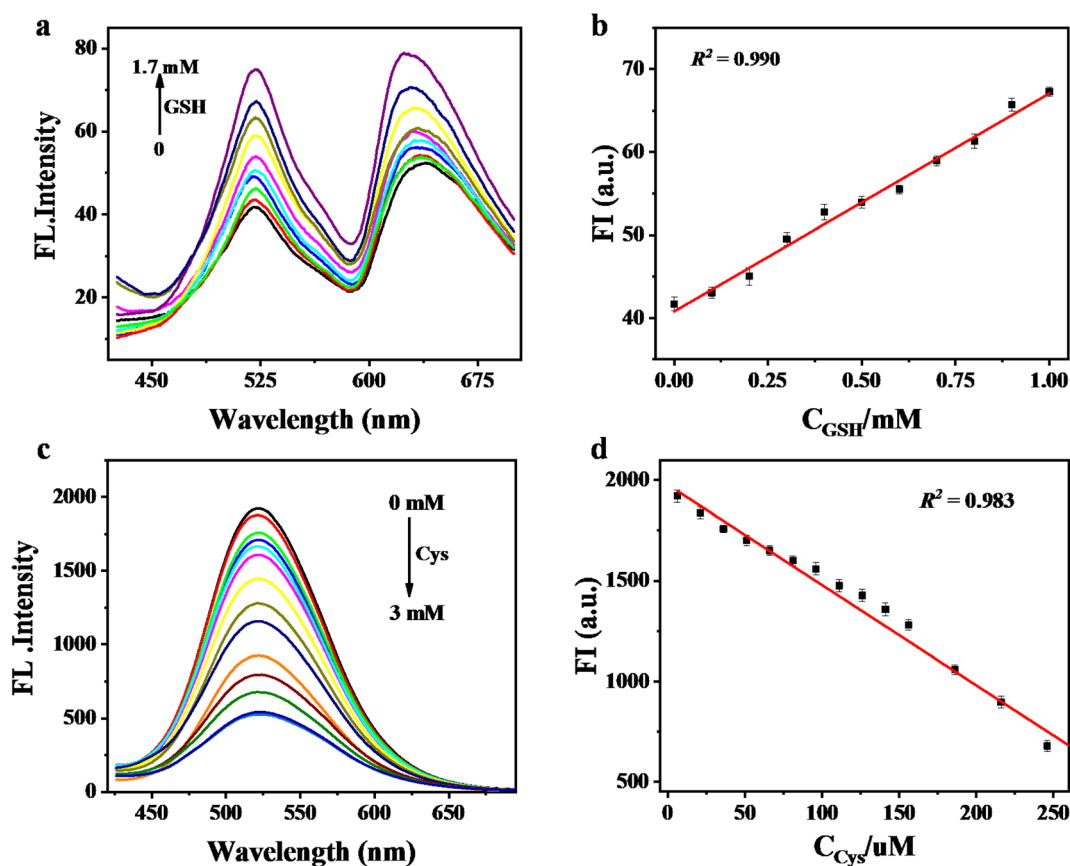 a
80
60
40
20
1.7 mM
GSH
0
FL.Intensity
450
525
600
675
Wavelength (nm)
b
R² = 0.990
70
60
50
40
FI (a.u.)
0.00
0.25
0.50
0.75
1.00
C_GSH/mM
c
2000
1500
1000
500
0
0 mM
Cys
3 mM
FL .Intensity
450
500
550
600
650
Wavelength (nm)
d
R² = 0.983
2000
1500
1000
500
FI (a.u.)
0
50
100
150
200
250
C_Cys/uM